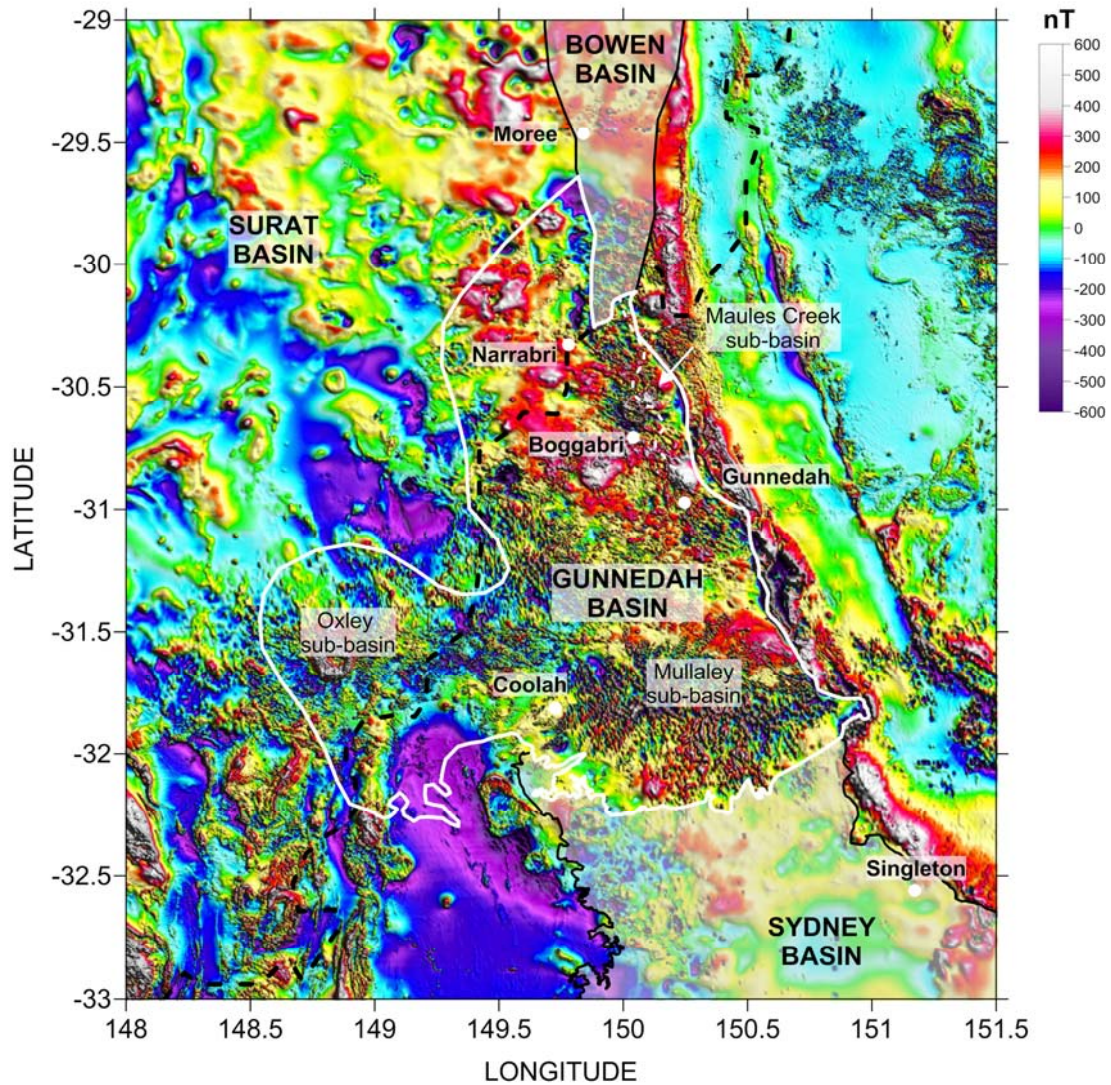 nT
600
500
400
300
200
100
0
-100
-200
-300
-400
-500
-600
-29
-29.5
-30
-30.5
-31
-31.5
-32
-32.5
-33
LATITUDE
BOWEN
BASIN
Moree
SURAT
BASIN
Maules Creek
sub-basin
Narrabri
Boggabri
Gunnedah
GUNNEDAH
BASIN
Oxley
sub-basin
Mullaley
sub-basin
Coolah
Singleton
SYDNEY
BASIN
148
148.5
149
149.5
150
150.5
151
151.5
LONGITUDE